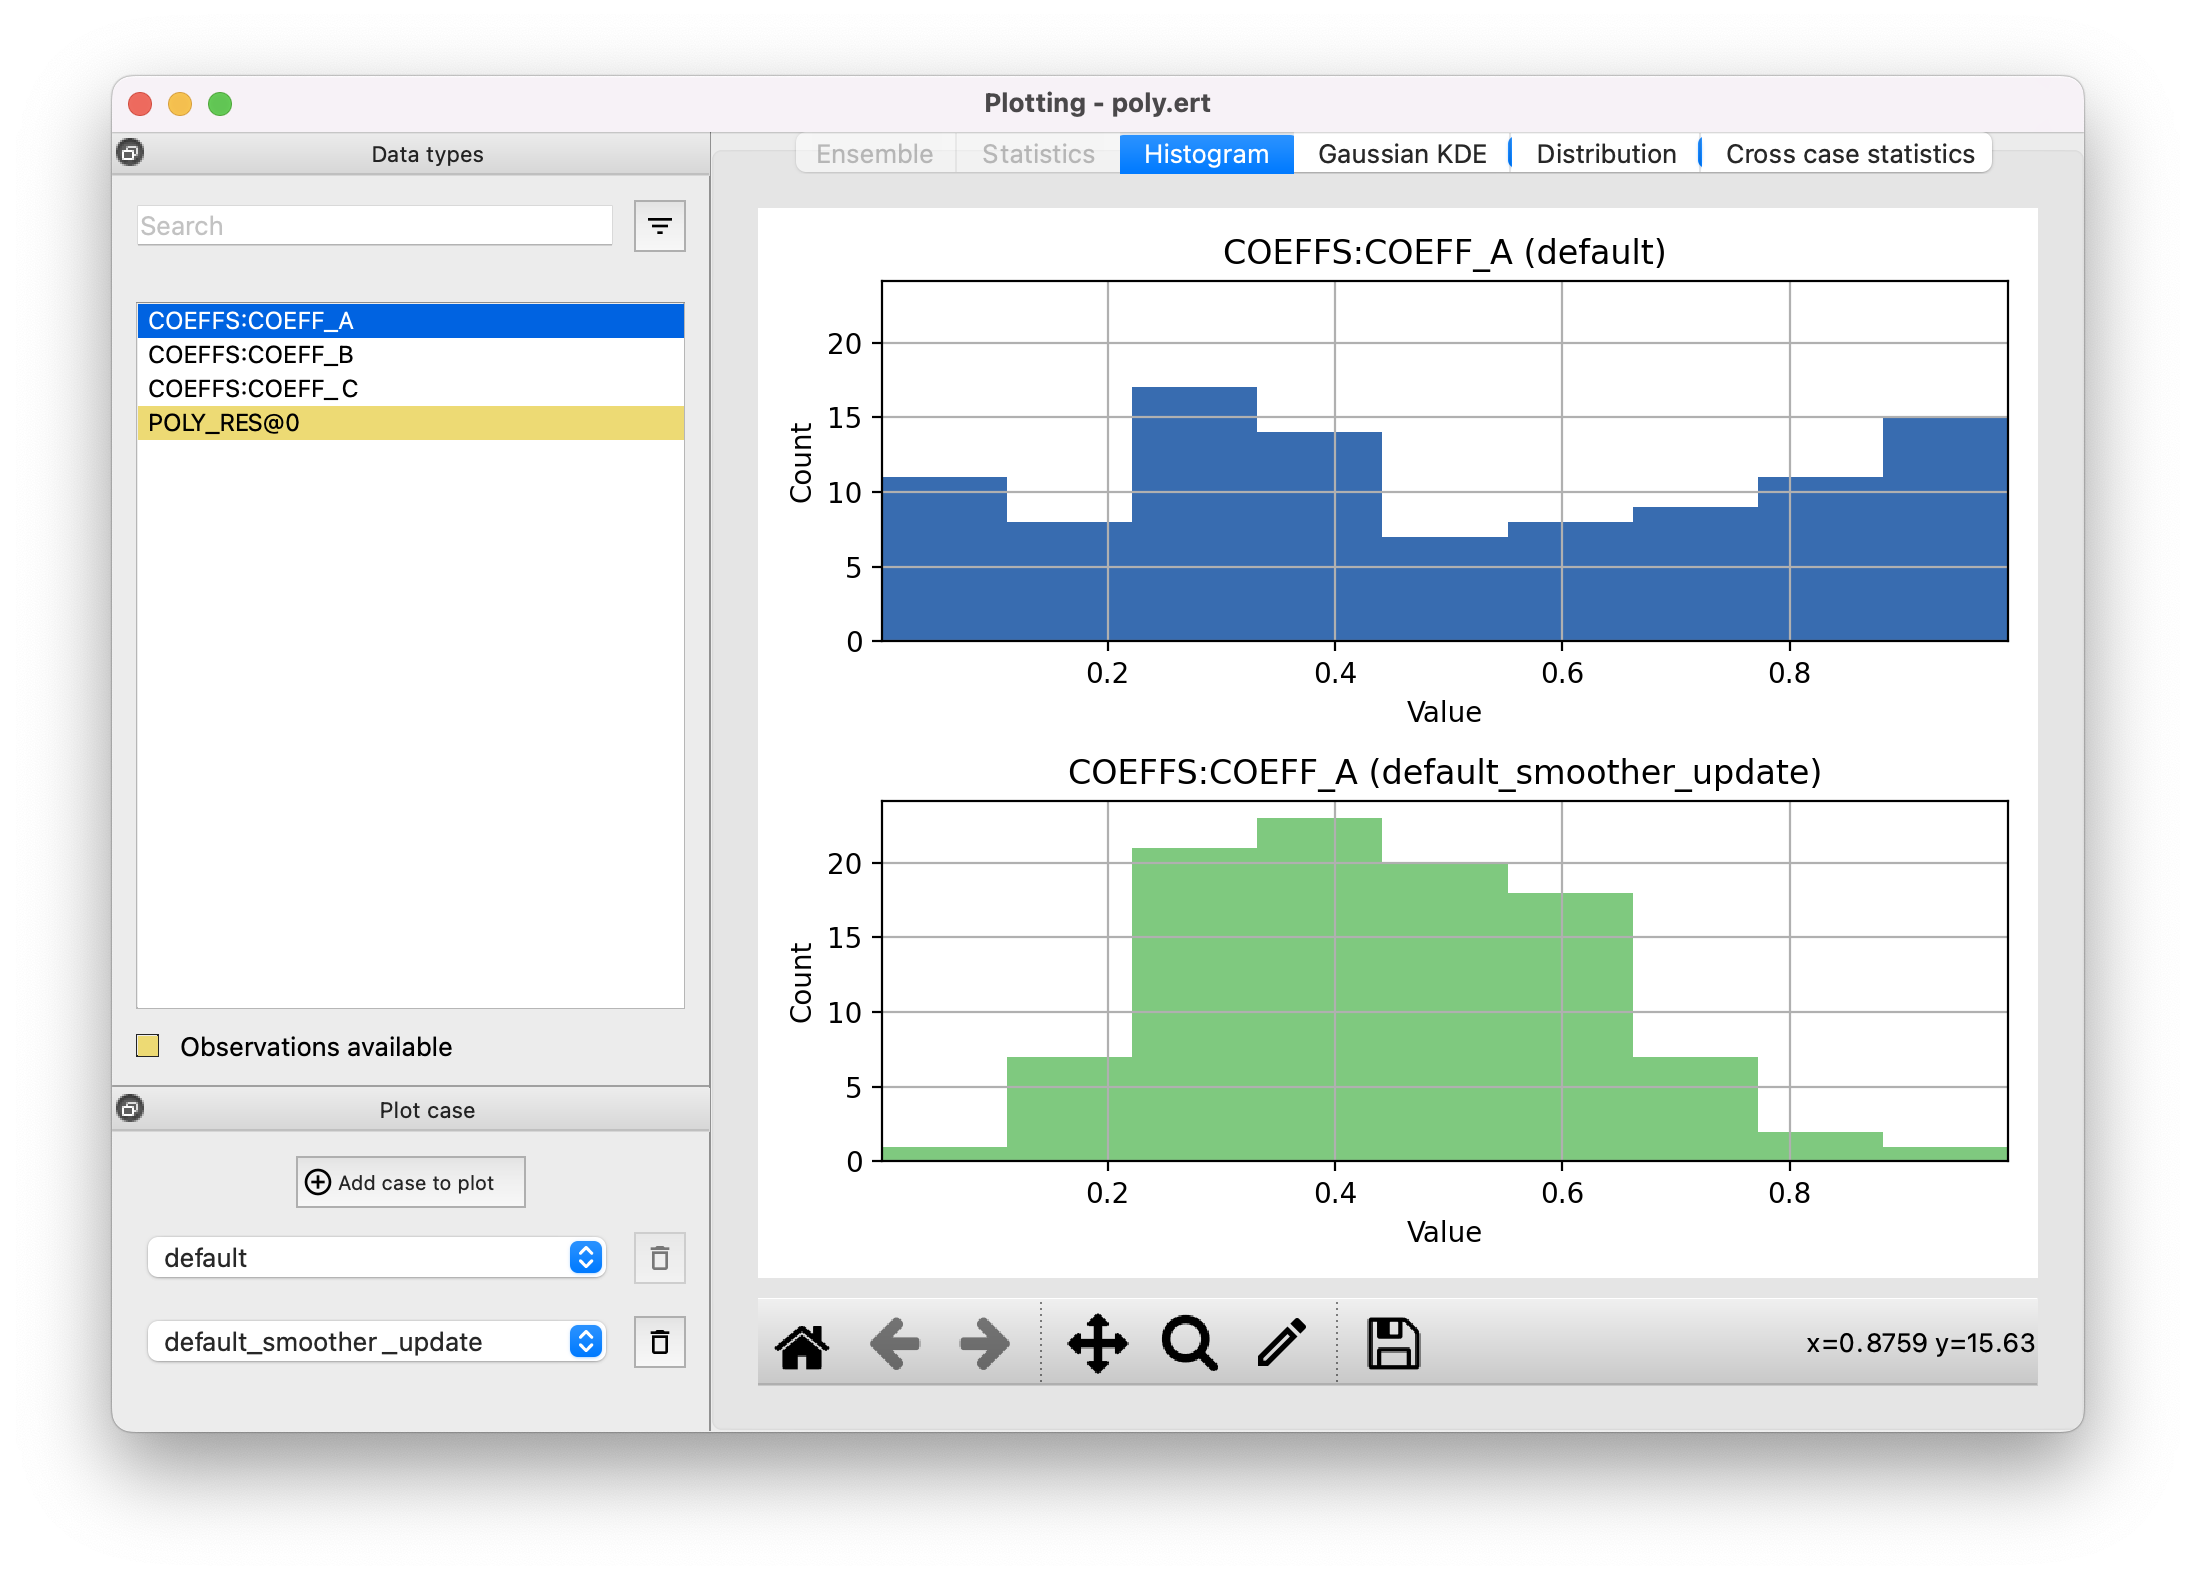 Plotting - poly.ert
Data types
Search
COEFFS:COEFF_A
COEFFS:COEFF_B
COEFFS:COEFF_C
POLY_RES@0
Observations available
Plot case
Add case to plot
default
default_smoother_update
Ensemble Statistics Histogram Gaussian KDE Distribution Cross case statistics
COEFFS:COEFF_A (default)
20
15
10
5
0
Count
0.2 0.4 0.6 0.8
Value
COEFFS:COEFF_A (default_smoother_update)
20
15
10
5
0
Count
0.2 0.4 0.6 0.8
Value
x=0.8759 y=15.63